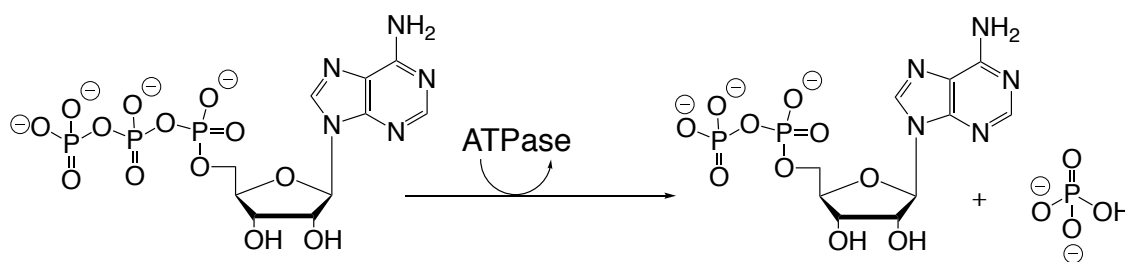 NH₂
N N
⊖ ⊖ ⊖
O O O
⊖ O P O P O P O N N
O O O
O
OH OH
ATPase
NH₂
N N
⊖ ⊖
O O
⊖ O P O P O N N
O O
O
OH OH
+
O
⊖ P
O OH
O
⊖